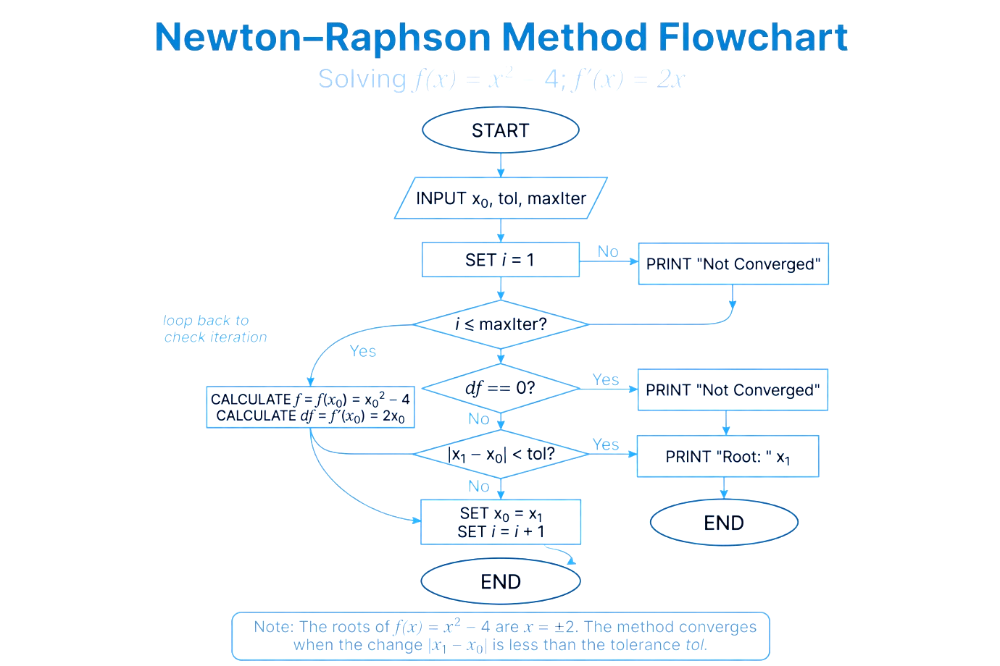 Newton–Raphson Method Flowchart
Solving f(x) = x² − 4; f′(x) = 2x
START
INPUT x₀, tol, maxIter
SET i = 1
No
PRINT "Not Converged"
i ≤ maxIter?
loop back to
check iteration
Yes
CALCULATE f = f(x₀) = x₀² − 4
CALCULATE df = f′(x₀) = 2x₀
df == 0?
Yes
PRINT "Not Converged"
No
|x₁ − x₀| < tol?
Yes
PRINT "Root: " x₁
No
SET x₀ = x₁
SET i = i + 1
END
END
Note: The roots of f(x) = x² − 4 are x = ±2. The method converges
when the change |x₁ − x₀| is less than the tolerance tol.